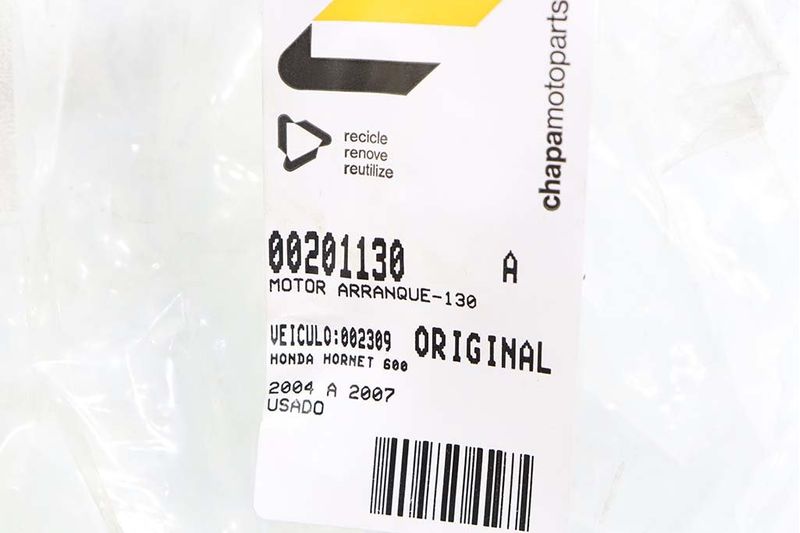 chapamotoparts
recicle
renove
reutilize
00201130 A
MOTOR ARRANQUE-130
VEICULO:002309 ORIGINAL
HONDA HORNET 600
2004 A 2007
USADO